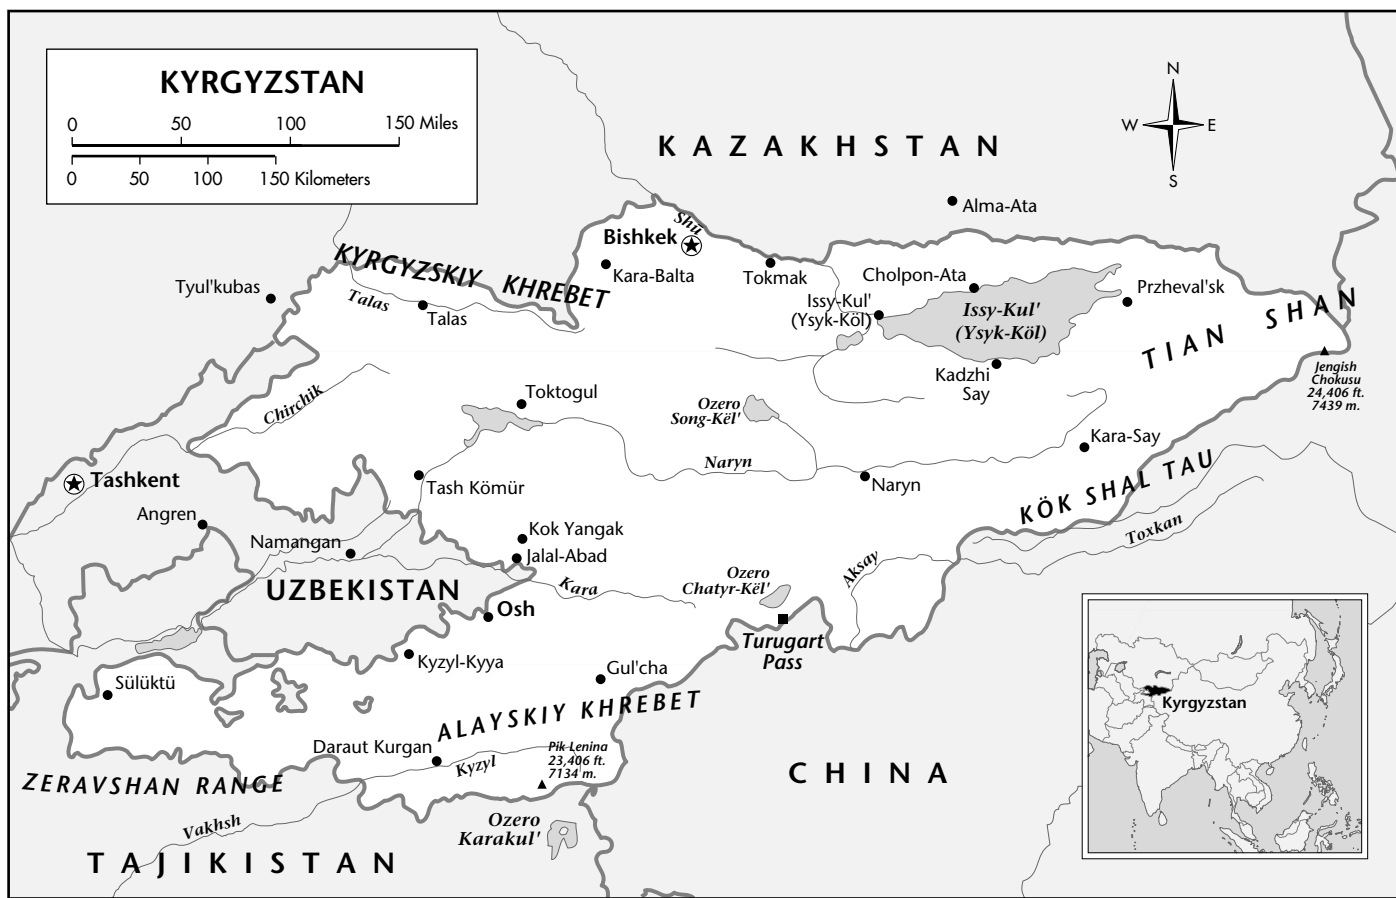 KYRGYZSTAN
0 50 100 150 Miles
0 50 100 150 Kilometers
N
W E
S
KAZAKHSTAN
Alma-Ata
Shu
Bishkek
KYRGYZSKIY KHREBET
Kara-Balta
Tokmak
Cholpon-Ata
Tyul'kubas
Talas
Talas
Issy-Kul'
(Ysyk-Köl)
Issy-Kul'
(Ysyk-Köl)
Przheval'sk
TIAN SHAN
Jengish
Chokusu
24,406 ft.
7439 m.
Kadzhi
Say
Chirchik
Toktogul
Ozero
Song-Kël'
Kara-Say
Naryn
Naryn
Tashkent
Tash Kömür
KÖK SHAL TAU
Toxkan
Angren
Namangan
Kok Yangak
Jalal-Abad
UZBEKISTAN
Kara
Ozero
Chatyr-Kël'
Aksay
Osh
Turugart
Pass
Kyzyl-Kyya
Gul'cha
Sülüktü
ALAYSKIY KHREBET
Daraut Kurgan
Kyzyl
Pik Lenina
23,406 ft.
7134 m.
ZERAVSHAN RANGE
CHINA
Vakhsh
Ozero
Karakul'
TAJIKISTAN
Kyrgyzstan